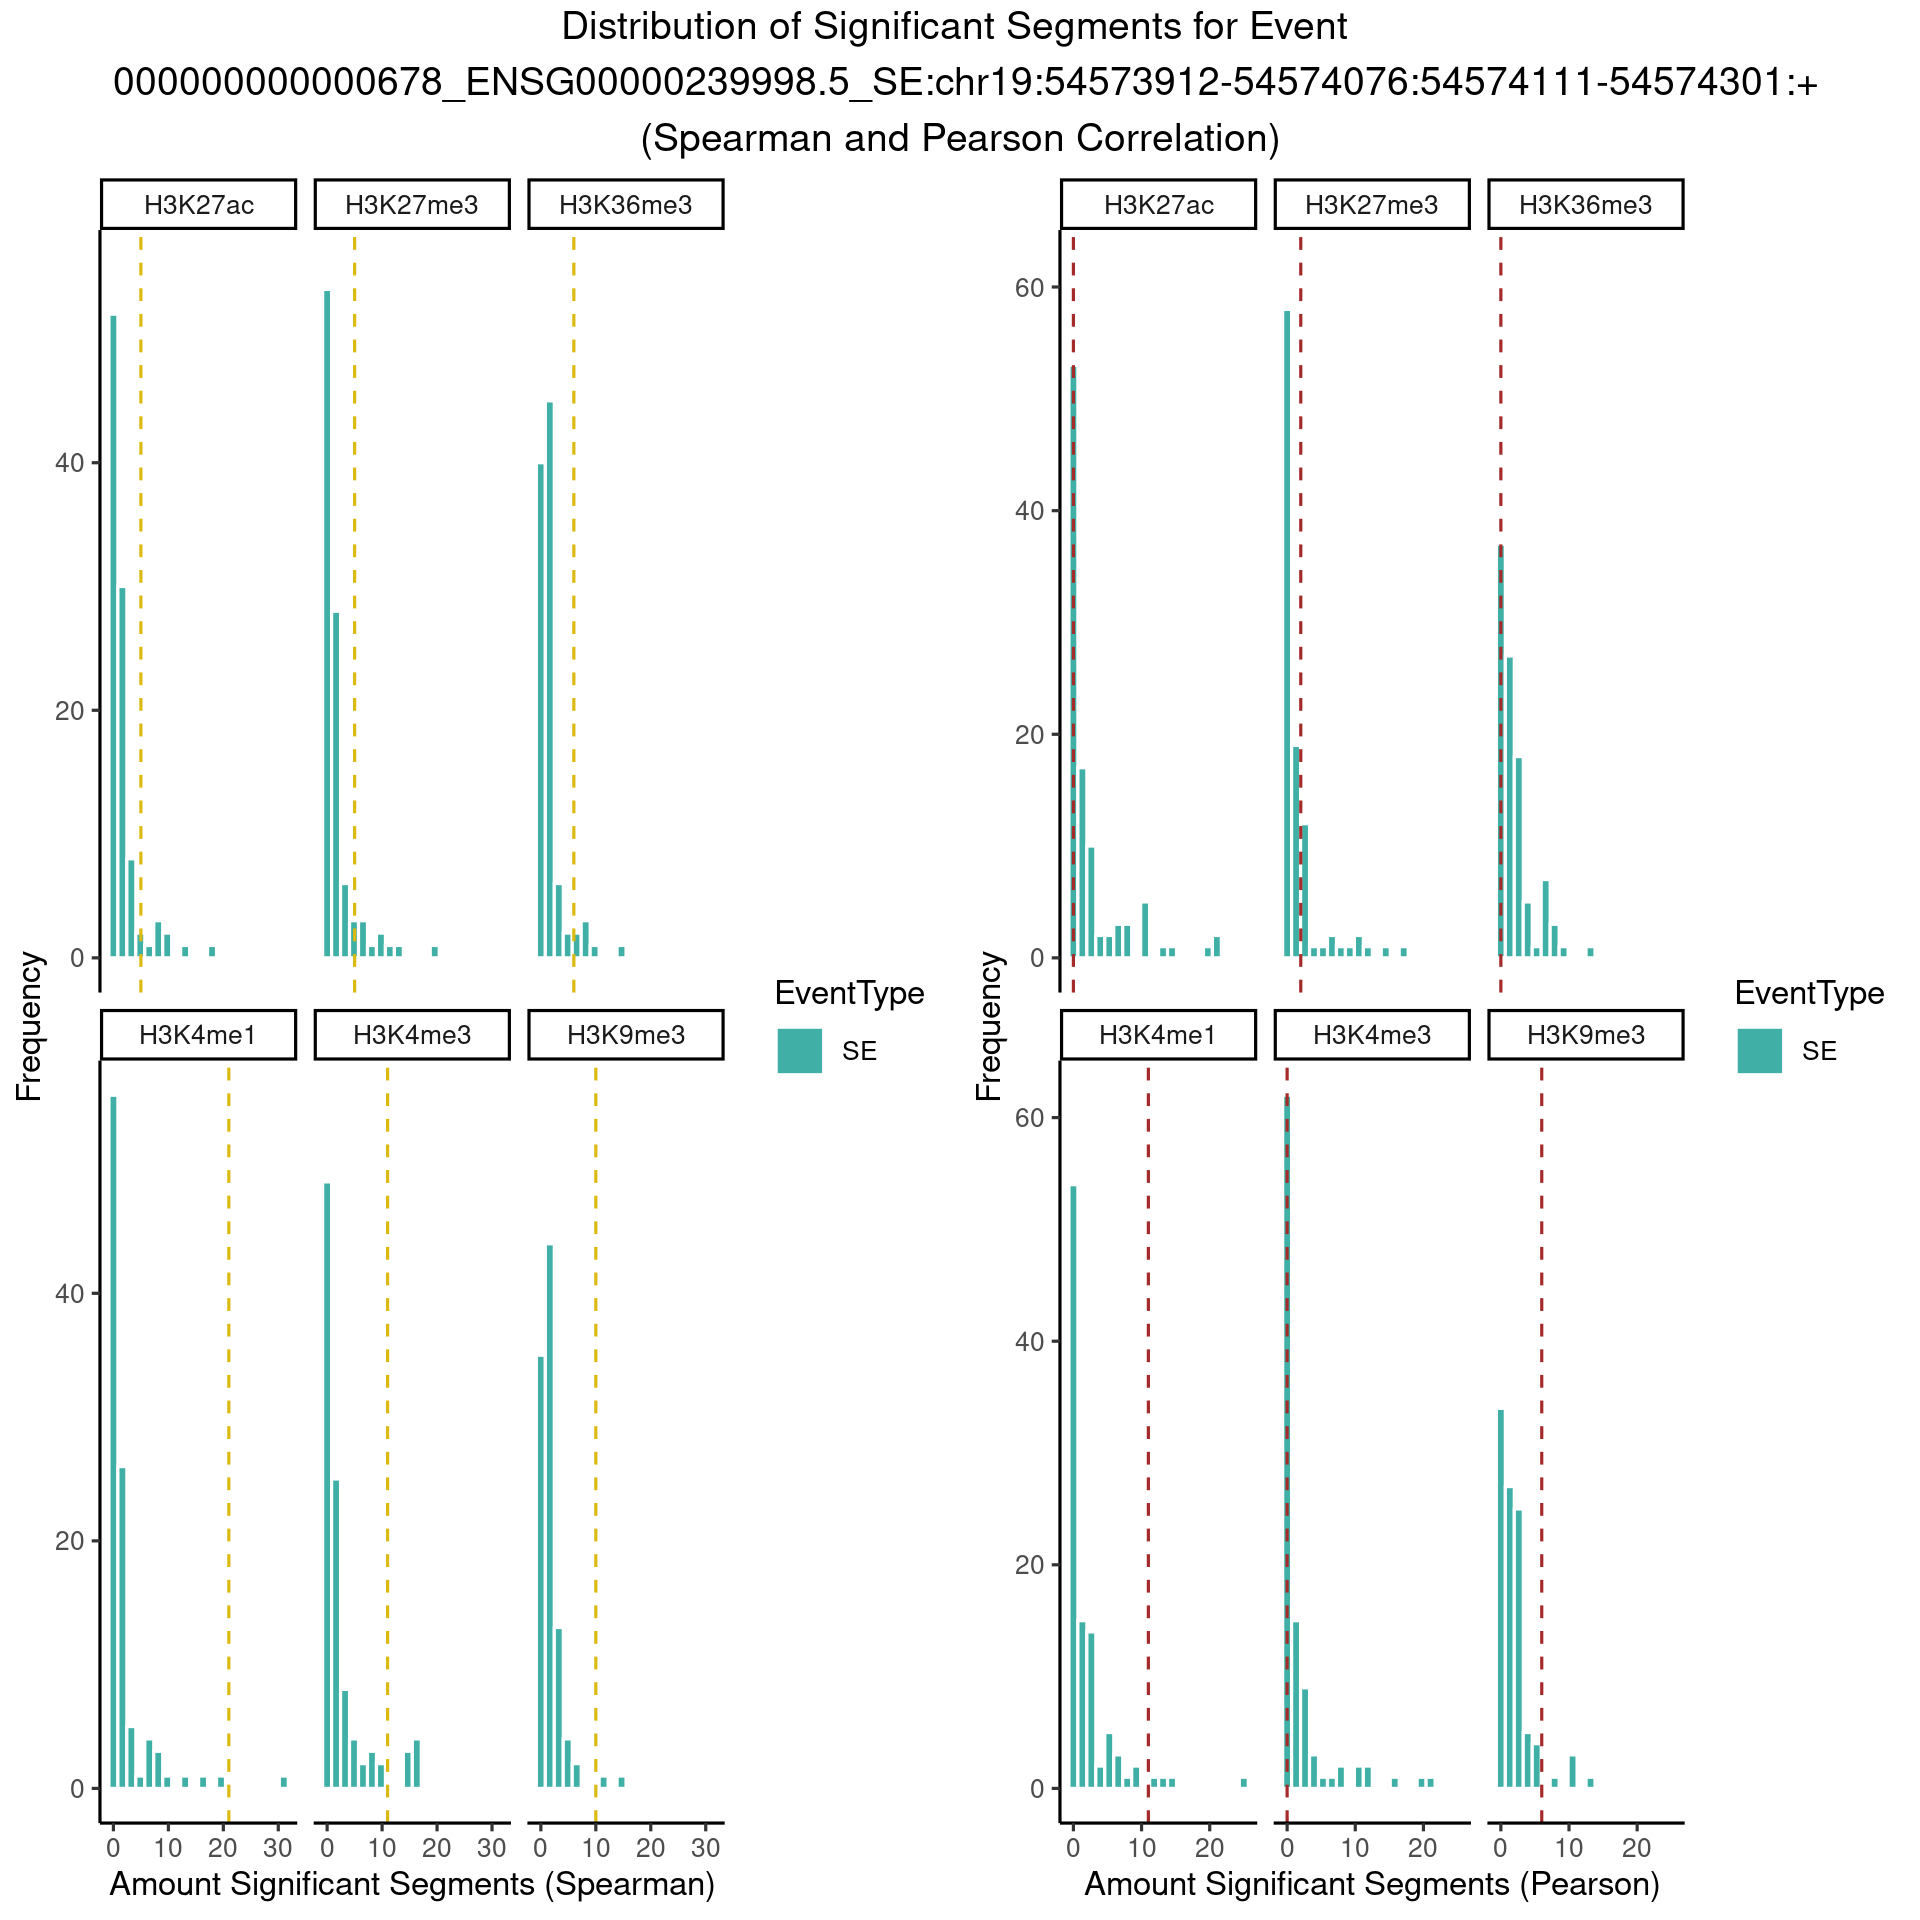 Distribution of Significant Segments for Event
000000000000678_ENSG00000239998.5_SE:chr19:54573912-54574076:54574111-54574301:+
(Spearman and Pearson Correlation)
H3K27ac H3K27me3 H3K36me3
40
20
0
H3K4me1 H3K4me3 H3K9me3
40
20
0
0 10 20 30 0 10 20 30 0 10 20 30
Frequency
Amount Significant Segments (Spearman)
EventType
SE
H3K27ac H3K27me3 H3K36me3
60
40
20
0
H3K4me1 H3K4me3 H3K9me3
60
40
20
0
0 10 20 0 10 20 0 10 20
Frequency
Amount Significant Segments (Pearson)
EventType
SE